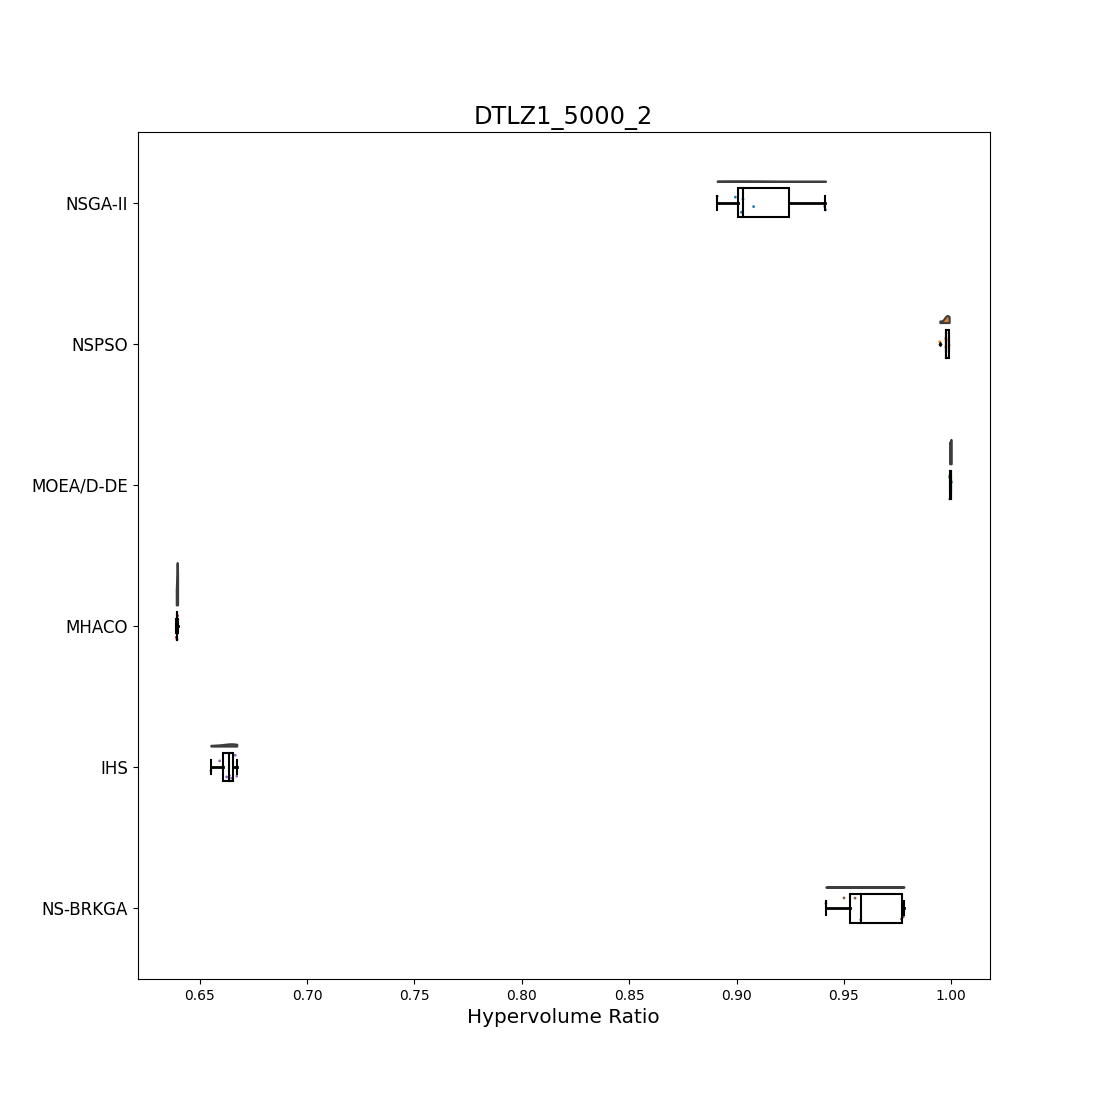 DTLZ1_5000_2
NSGA-II
NSPSO
MOEA/D-DE
MHACO
IHS
NS-BRKGA
0.65 0.70 0.75 0.80 0.85 0.90 0.95 1.00
Hypervolume Ratio